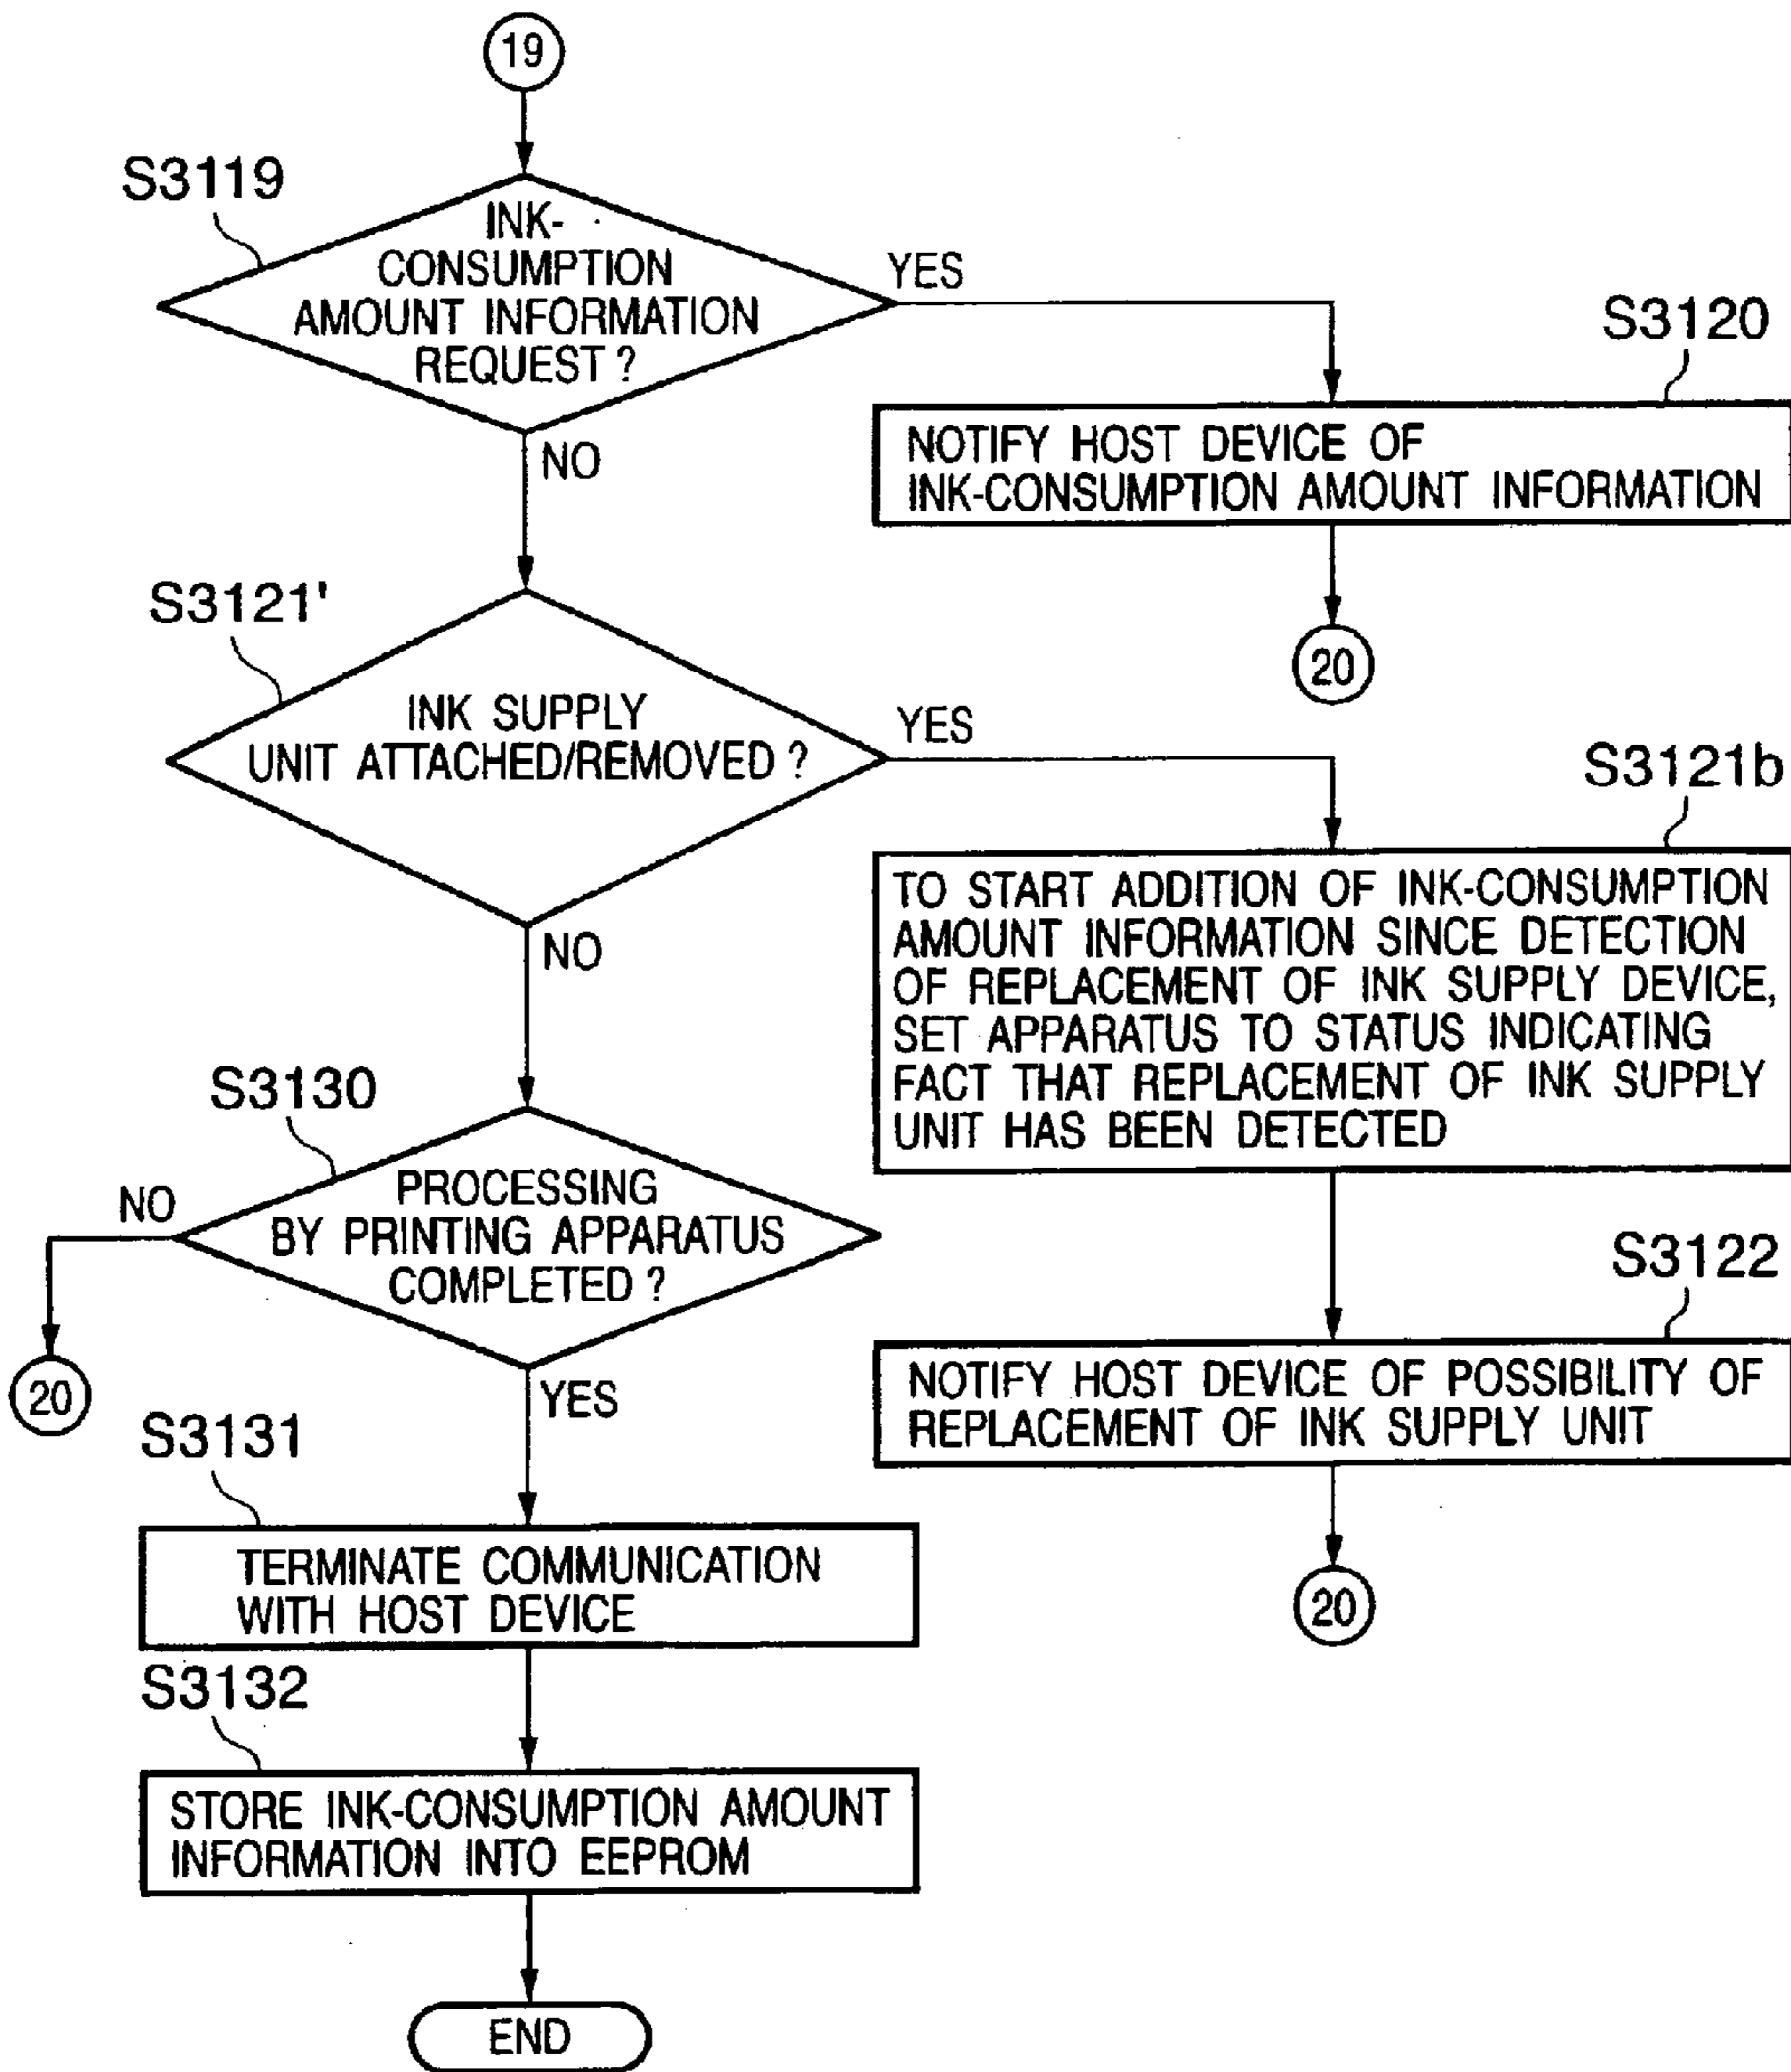 19
S3119
INK-
CONSUMPTION
AMOUNT INFORMATION
REQUEST ?
YES
NO
S3120
NOTIFY HOST DEVICE OF
INK-CONSUMPTION AMOUNT INFORMATION
20
S3121'
INK SUPPLY
UNIT ATTACHED/REMOVED ?
YES
NO
S3121b
TO START ADDITION OF INK-CONSUMPTION
AMOUNT INFORMATION SINCE DETECTION
OF REPLACEMENT OF INK SUPPLY DEVICE,
SET APPARATUS TO STATUS INDICATING
FACT THAT REPLACEMENT OF INK SUPPLY
UNIT HAS BEEN DETECTED
S3122
NOTIFY HOST DEVICE OF POSSIBILITY OF
REPLACEMENT OF INK SUPPLY UNIT
20
S3130
PROCESSING
BY PRINTING APPARATUS
COMPLETED ?
NO
20
YES
S3131
TERMINATE COMMUNICATION
WITH HOST DEVICE
S3132
STORE INK-CONSUMPTION AMOUNT
INFORMATION INTO EEPROM
END